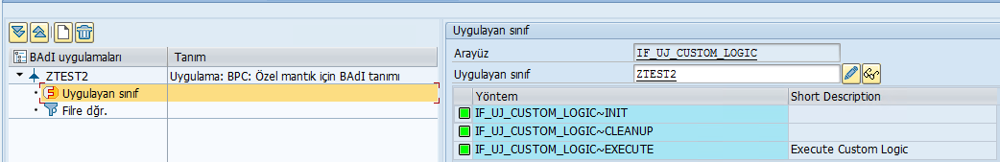 BAdI uygulamaları Tanım
ZTEST2 Uygulama: BPC: Özel mantık için BAdI tanımı
Uygulayan sınıf
Filre dğr.
Uygulayan sınıf
Arayüz IF_UJ_CUSTOM_LOGIC
Uygulayan sınıf ZTEST2
Yöntem Short Description
IF_UJ_CUSTOM_LOGIC~INIT
IF_UJ_CUSTOM_LOGIC~CLEANUP
IF_UJ_CUSTOM_LOGIC~EXECUTE Execute Custom Logic